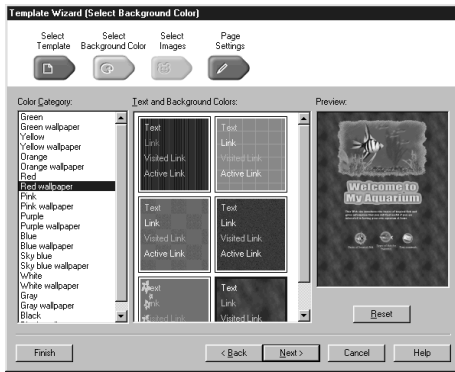 Template Wizard (Select Background Color)
Select Template
Select Background Color
Select Images
Page Settings
Color Category:
Green
Green wallpaper
Yellow
Yellow wallpaper
Orange
Orange wallpaper
Red
Red wallpaper
Pink
Pink wallpaper
Purple
Purple wallpaper
Blue
Blue wallpaper
Sky blue
Sky blue wallpaper
White
White wallpaper
Gray
Gray wallpaper
Black
Text and Background Colors:
Text
Link
Visited Link
Active Link
Text
Link
Visited Link
Active Link
Text
Link
Visited Link
Active Link
Text
Link
Visited Link
Active Link
Text
Link
Visited Link
Text
Link
Visited Link
Preview:
Welcome to
My Aquarium
Reset
Finish
< Back
Next >
Cancel
Help